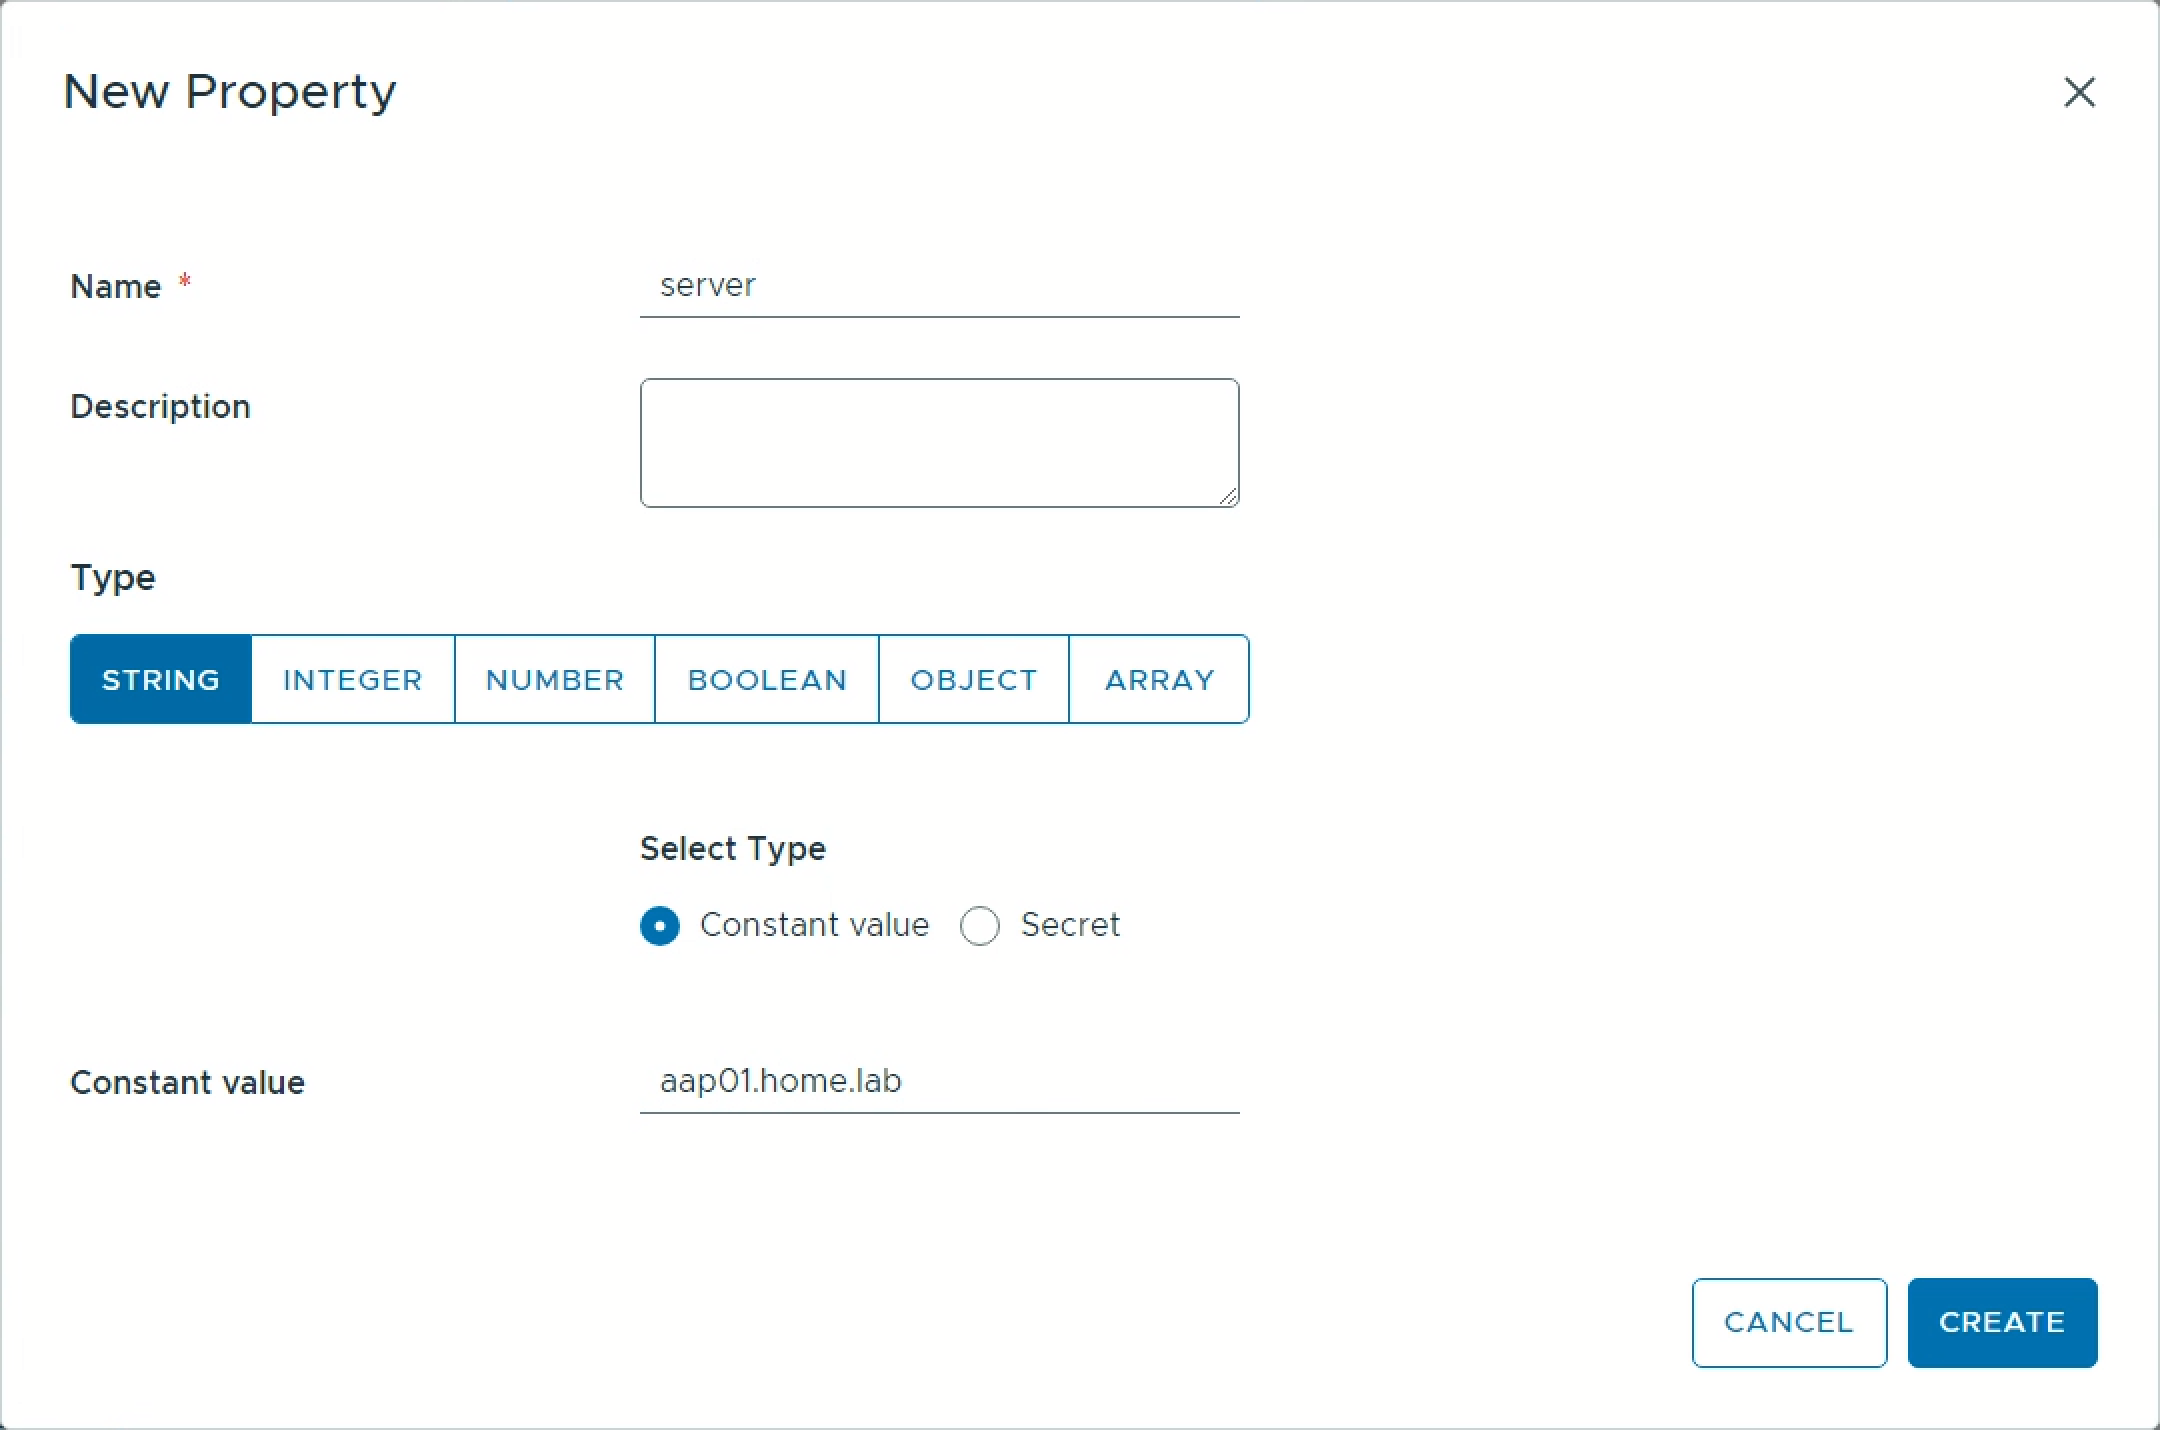 New Property
Name *
server
Description
Type
STRING INTEGER NUMBER BOOLEAN OBJECT ARRAY
Select Type
Constant value Secret
Constant value
aap01.home.lab
CANCEL CREATE